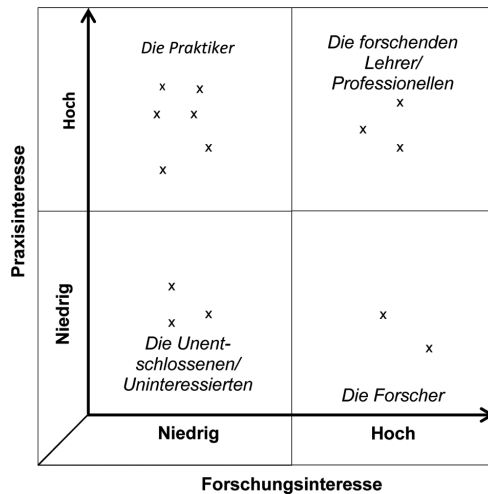 Die Praktiker
Die forschenden
Lehrer/
Professionellen
x x
x
x x
x
x x
x
x
Praxisinteresse
Hoch
Niedrig
x
x
x
x
x
x
Die Unent-
schlossenen/
Uninteressierten
Die Forscher
Niedrig
Hoch
Forschungsinteresse